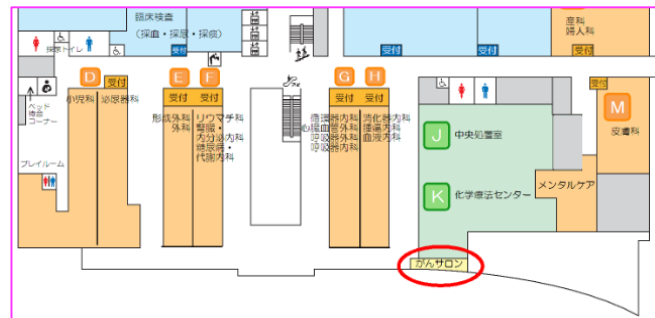 臨床検査
(採血・採尿・採痰)
受付
受付
受付
産科
婦人科
受付
採尿トイレ
D
受付
小児科
泌尿器科
ベッド
待合
コーナー
プレイルーム
E
F
受付
受付
形成外科
外科
リウマチ科
腎臓・
内分泌内科
糖尿病・
代謝内科
G
H
受付
受付
循環器内科
心臓血管外科
呼吸器外科
呼吸器内科
消化器内科
腫瘍内科
血液内科
J
中央処置室
K
化学療法センター
がんサロン
メンタルケア
受付
M
皮膚科